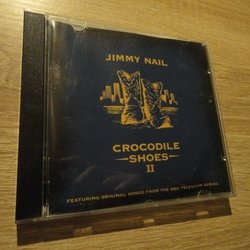 JIMMY NAIL
CROCODILE
SHOES
II
FEATURING ORIGINAL SONGS FROM THE BBC TELEVISION SERIAL